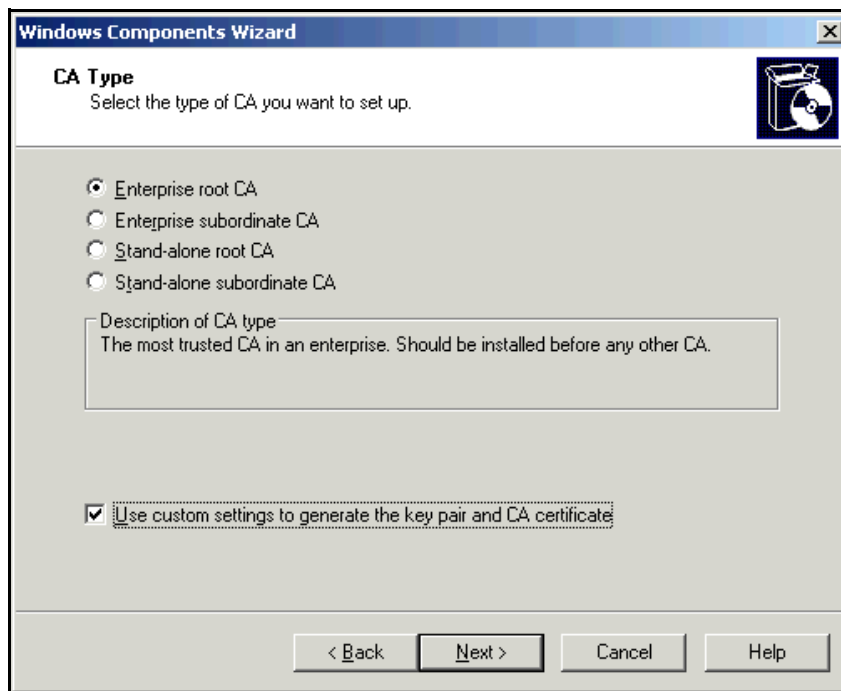 Windows Components Wizard
CA Type
Select the type of CA you want to set up.
Enterprise root CA
Enterprise subordinate CA
Stand-alone root CA
Stand-alone subordinate CA
Description of CA type
The most trusted CA in an enterprise. Should be installed before any other CA.
Use custom settings to generate the key pair and CA certificate
< Back Next > Cancel Help